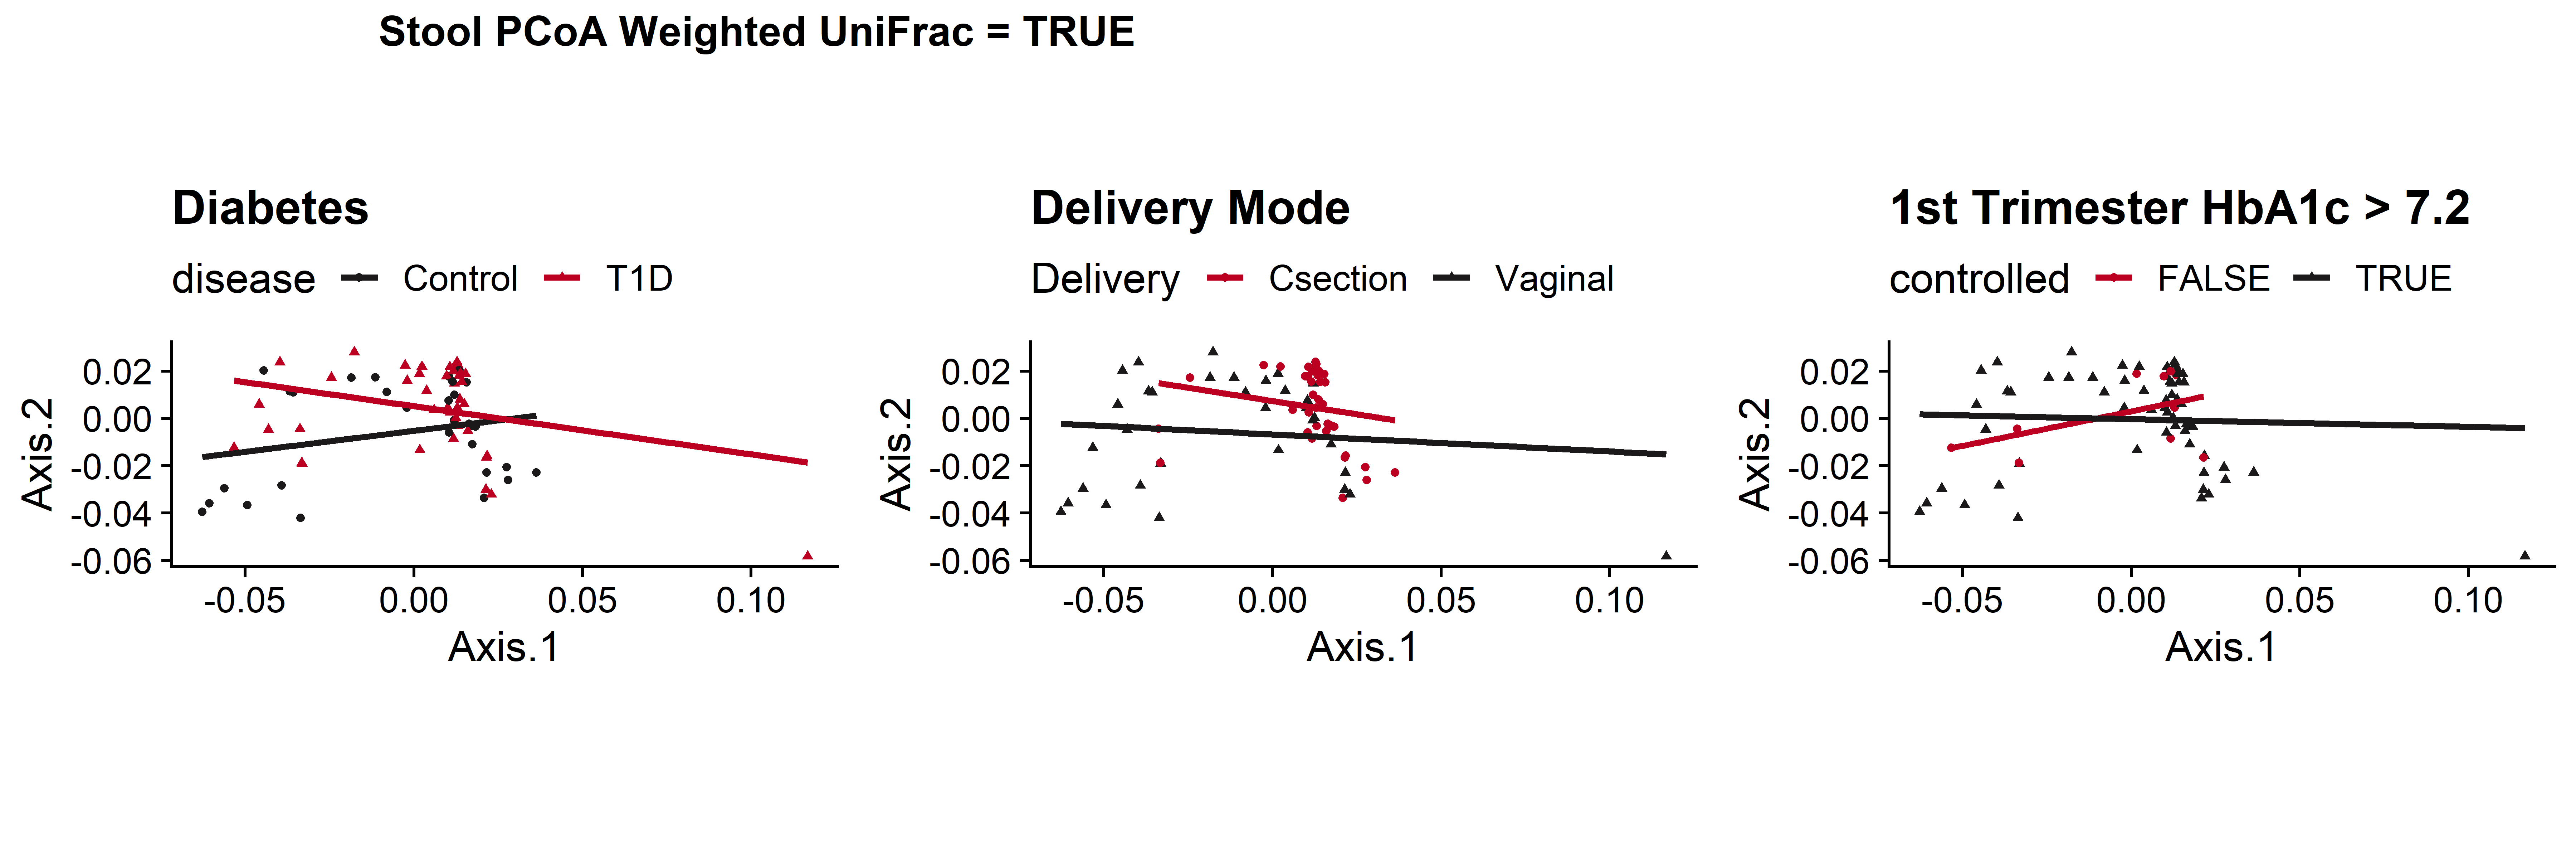 Stool PCoA Weighted UniFrac = TRUE
Diabetes
disease Control T1D
Axis.2
0.02
0.00
-0.02
-0.04
-0.06
-0.05 0.00 0.05 0.10
Axis.1
Delivery Mode
Delivery Csection Vaginal
Axis.2
0.02
0.00
-0.02
-0.04
-0.06
-0.05 0.00 0.05 0.10
Axis.1
1st Trimester HbA1c > 7.2
controlled FALSE TRUE
Axis.2
0.02
0.00
-0.02
-0.04
-0.06
-0.05 0.00 0.05 0.10
Axis.1